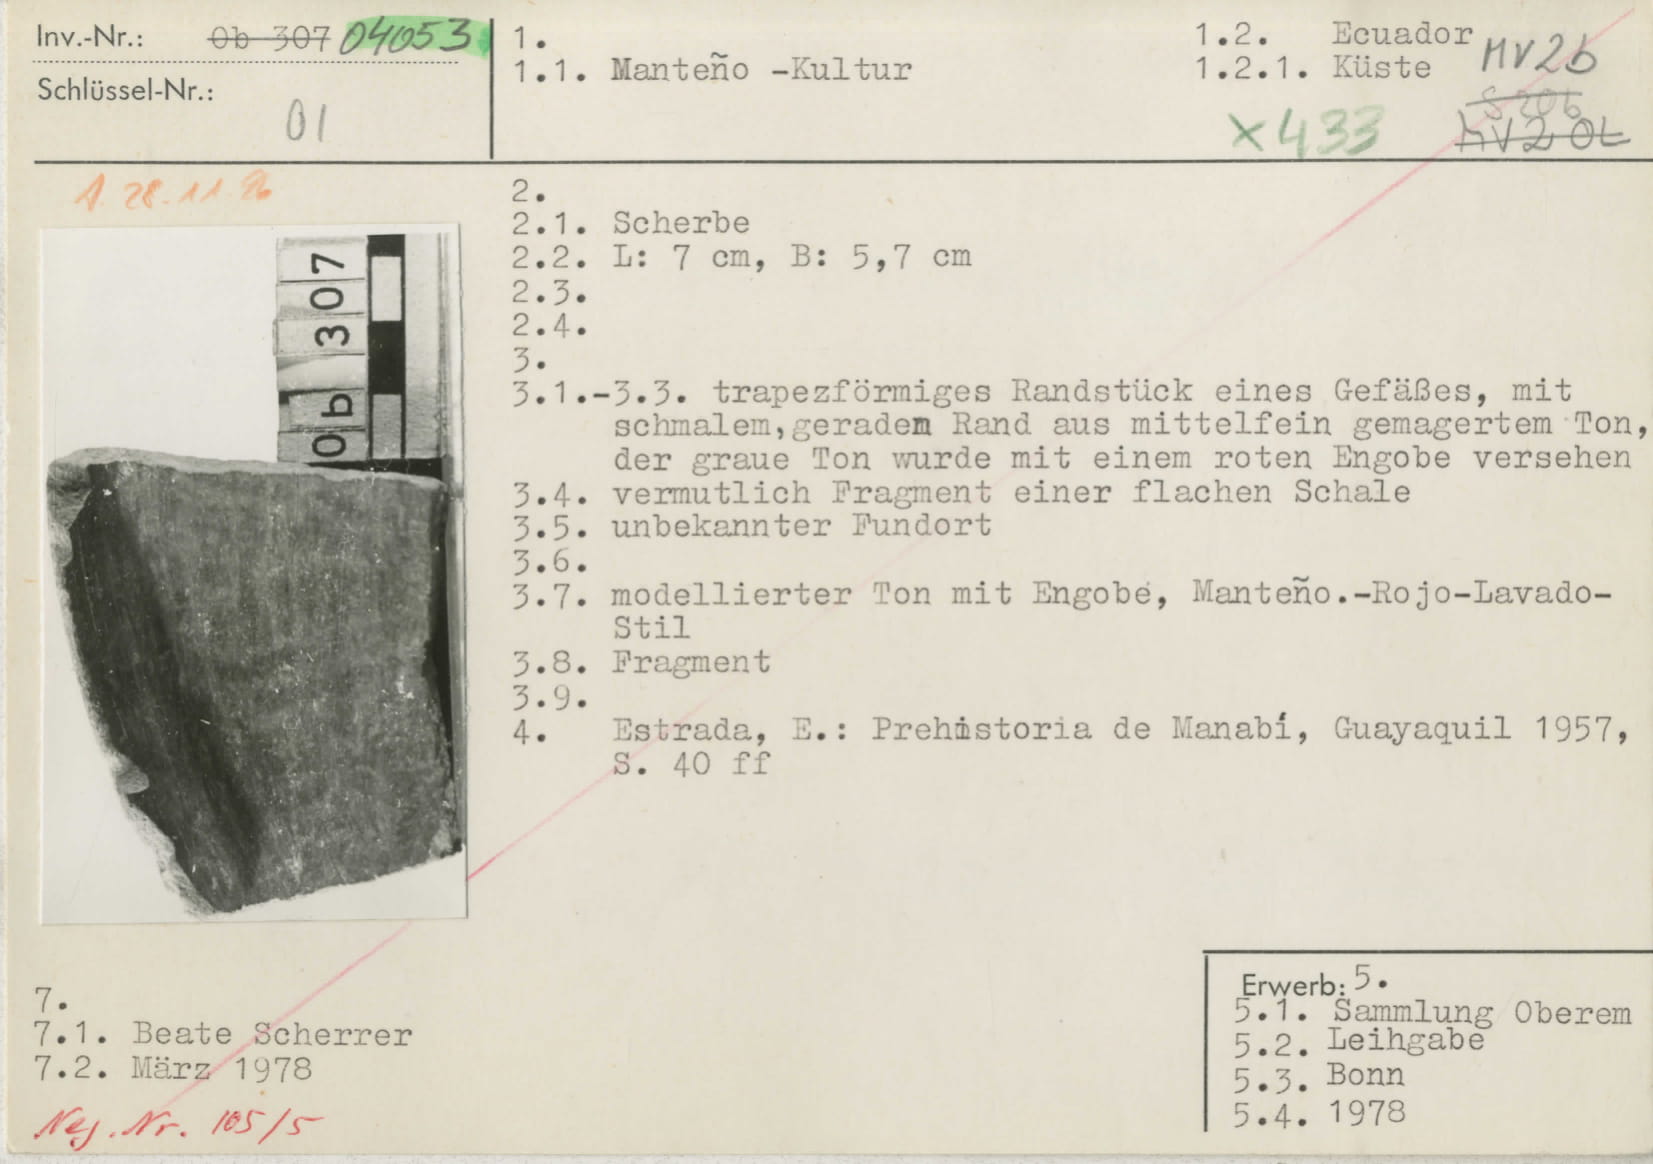 Inv.-Nr.: Ob 307 04053
Schlüssel-Nr.:
01
1.
1.1. Manteño -Kultur
1.2. Ecuador
1.2.1. Küste
MV2b
S 20b
MV2 Ob
x433
1. 28.11.96
2.
2.1. Scherbe
2.2. L: 7 cm, B: 5,7 cm
2.3.
2.4.
3.
3.1.-3.3. trapezförmiges Randstück eines Gefäßes, mit
schmalem,geraden Rand aus mittelfein gemagertem Ton,
der graue Ton wurde mit einem roten Engobe versehen
3.4. vermutlich Fragment einer flachen Schale
3.5. unbekannter Fundort
3.6.
3.7. modellierter Ton mit Engobe, Manteño.-Rojo-Lavado-
Stil
3.8. Fragment
3.9.
4. Estrada, E.: Prehistoria de Manabí, Guayaquil 1957,
S. 40 ff
Ob 307
7.
7.1. Beate Scherrer
7.2. März 1978
Neg. Nr. 105/5
Erwerb: 5.
5.1. Sammlung Oberem
5.2. Leihgabe
5.3. Bonn
5.4. 1978